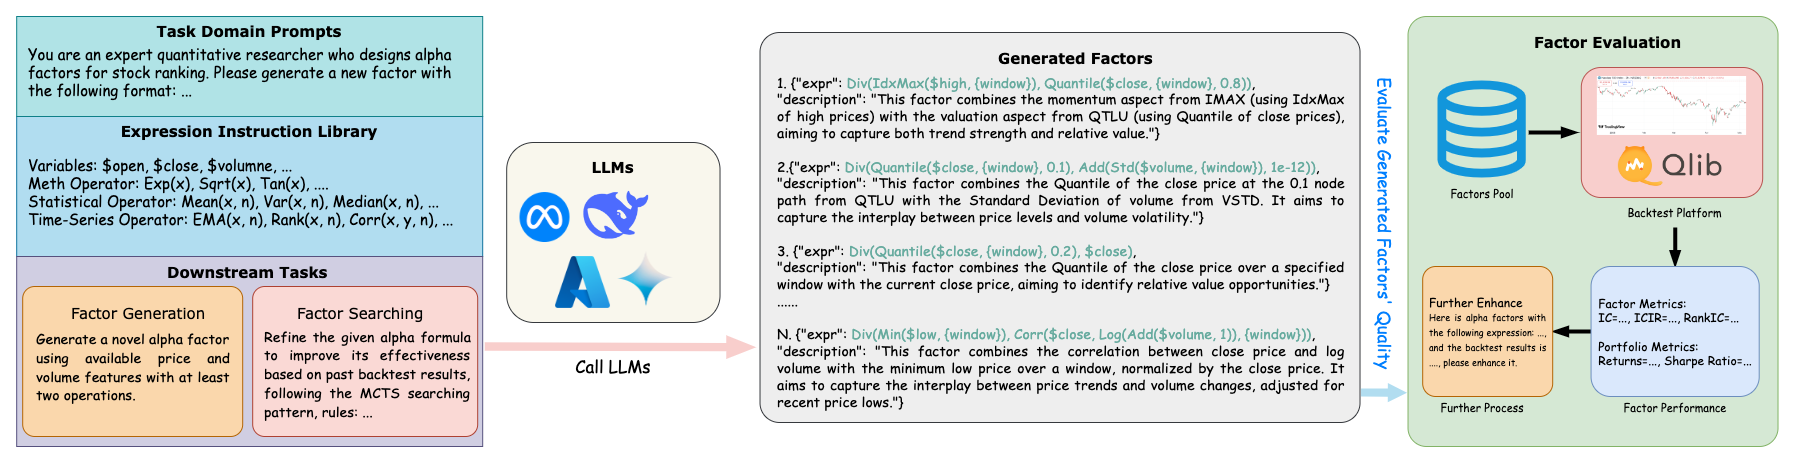 Task Domain Prompts
You are an expert quantitative researcher who designs alpha
factors for stock ranking. Please generate a new factor with
the following format: ...
Expression Instruction Library
Variables: $open, $close, $volumne, ...
Meth Operator: Exp(x), Sqrt(x), Tan(x), ....
Statistical Operator: Mean(x, n), Var(x, n), Median(x, n), ...
Time-Series Operator: EMA(x, n), Rank(x, n), Corr(x, y, n), ...
Downstream Tasks
Factor Generation
Generate a novel alpha factor
using available price and
volume features with at least
two operations.
Factor Searching
Refine the given alpha formula
to improve its effectiveness
based on past backtest results,
following the MCTS searching
pattern, rules: ...
LLMs
Call LLMs
Generated Factors
1. {"expr": Div(IdxMax($high, {window}), Quantile($close, {window}, 0.8)),
"description": "This factor combines the momentum aspect from IMAX (using IdxMax
of high prices) with the valuation aspect from QTLU (using Quantile of close prices),
aiming to capture both trend strength and relative value."}
2.{"expr": Div(Quantile($close, {window}, 0.1), Add(Std($volume, {window}), 1e-12)),
"description": "This factor combines the Quantile of the close price at the 0.1 node
path from QTLU with the Standard Deviation of volume from VSTD. It aims to
capture the interplay between price levels and volume volatility."}
3. {"expr": Div(Quantile($close, {window}, 0.2), $close),
"description": "This factor combines the Quantile of the close price over a specified
window with the current close price, aiming to identify relative value opportunities."}
......
N. {"expr": Div(Min($low, {window}), Corr($close, Log(Add($volume, 1)), {window})),
"description": "This factor combines the correlation between close price and log
volume with the minimum low price over a window, normalized by the close price. It
aims to capture the interplay between price trends and volume changes, adjusted for
recent price lows."}
Evaluate Generated Factors' Quality
Factor Evaluation
Factors Pool
TradingView
Qlib
Backtest Platform
Further Enhance
Here is alpha factors with
the following expression: ...,
and the backtest results is
...., please enhance it.
Further Process
Factor Metrics:
IC=..., ICIR=..., RankIC=...
Portfolio Metrics:
Returns=..., Sharpe Ratio=...
Factor Performance